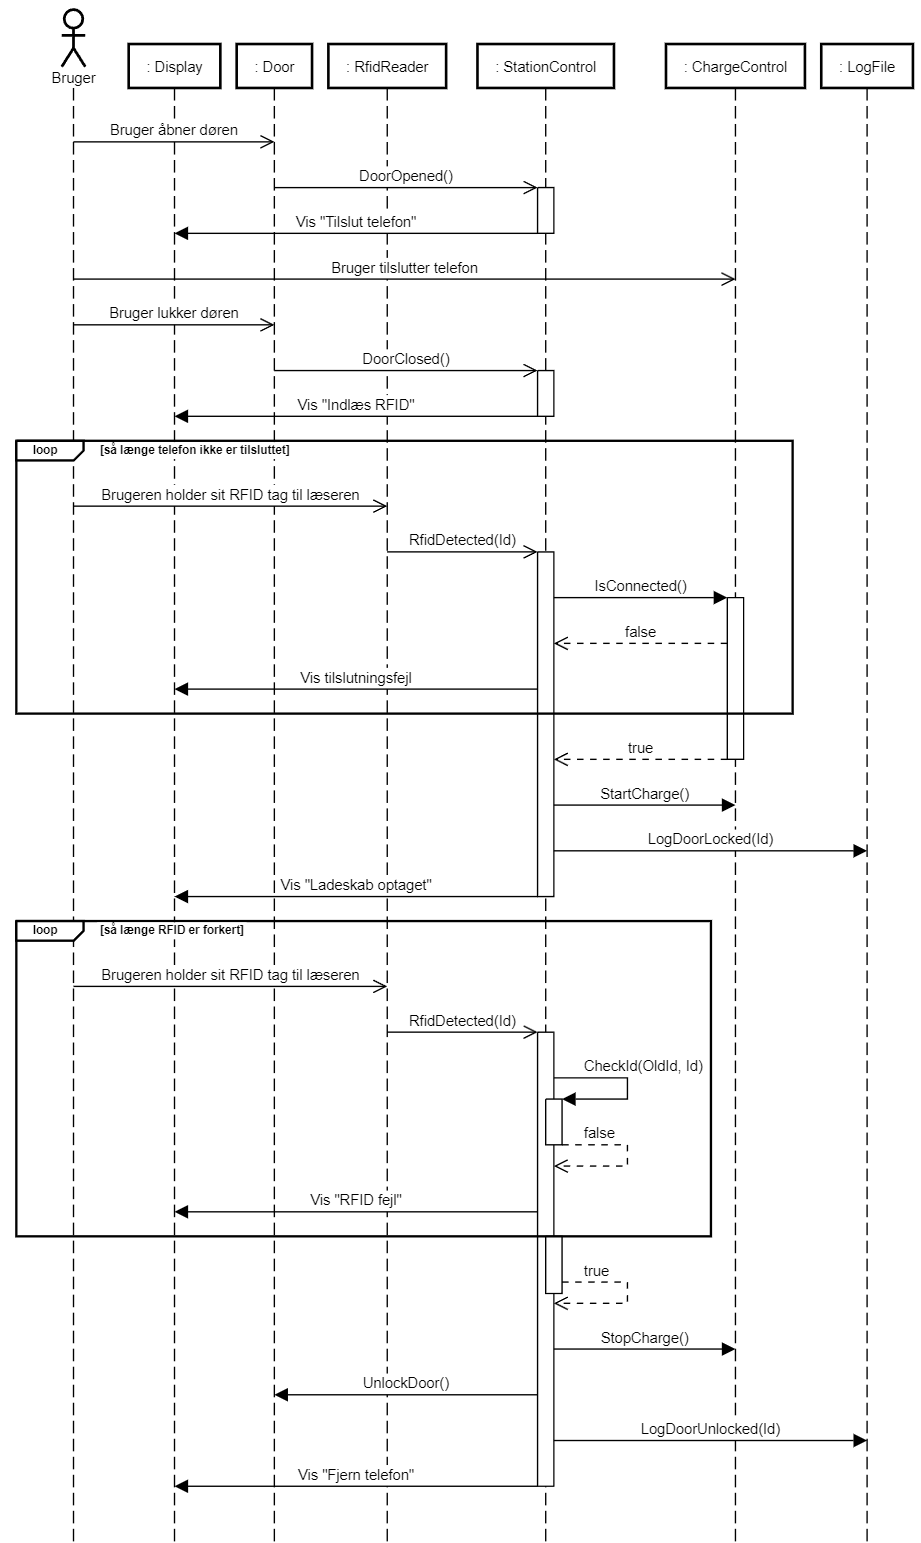 Bruger
: Display
: Door
: RfidReader
: StationControl
: ChargeControl
: LogFile
Bruger åbner døren
DoorOpened()
Vis "Tilslut telefon"
Bruger tilslutter telefon
Bruger lukker døren
DoorClosed()
Vis "Indlæs RFID"
loop
[så længe telefon ikke er tilsluttet]
Brugeren holder sit RFID tag til læseren
RfidDetected(Id)
IsConnected()
false
Vis tilslutningsfejl
true
StartCharge()
LogDoorLocked(Id)
Vis "Ladeskab optaget"
loop
[så længe RFID er forkert]
Brugeren holder sit RFID tag til læseren
RfidDetected(Id)
CheckId(OldId, Id)
false
Vis "RFID fejl"
true
StopCharge()
UnlockDoor()
LogDoorUnlocked(Id)
Vis "Fjern telefon"